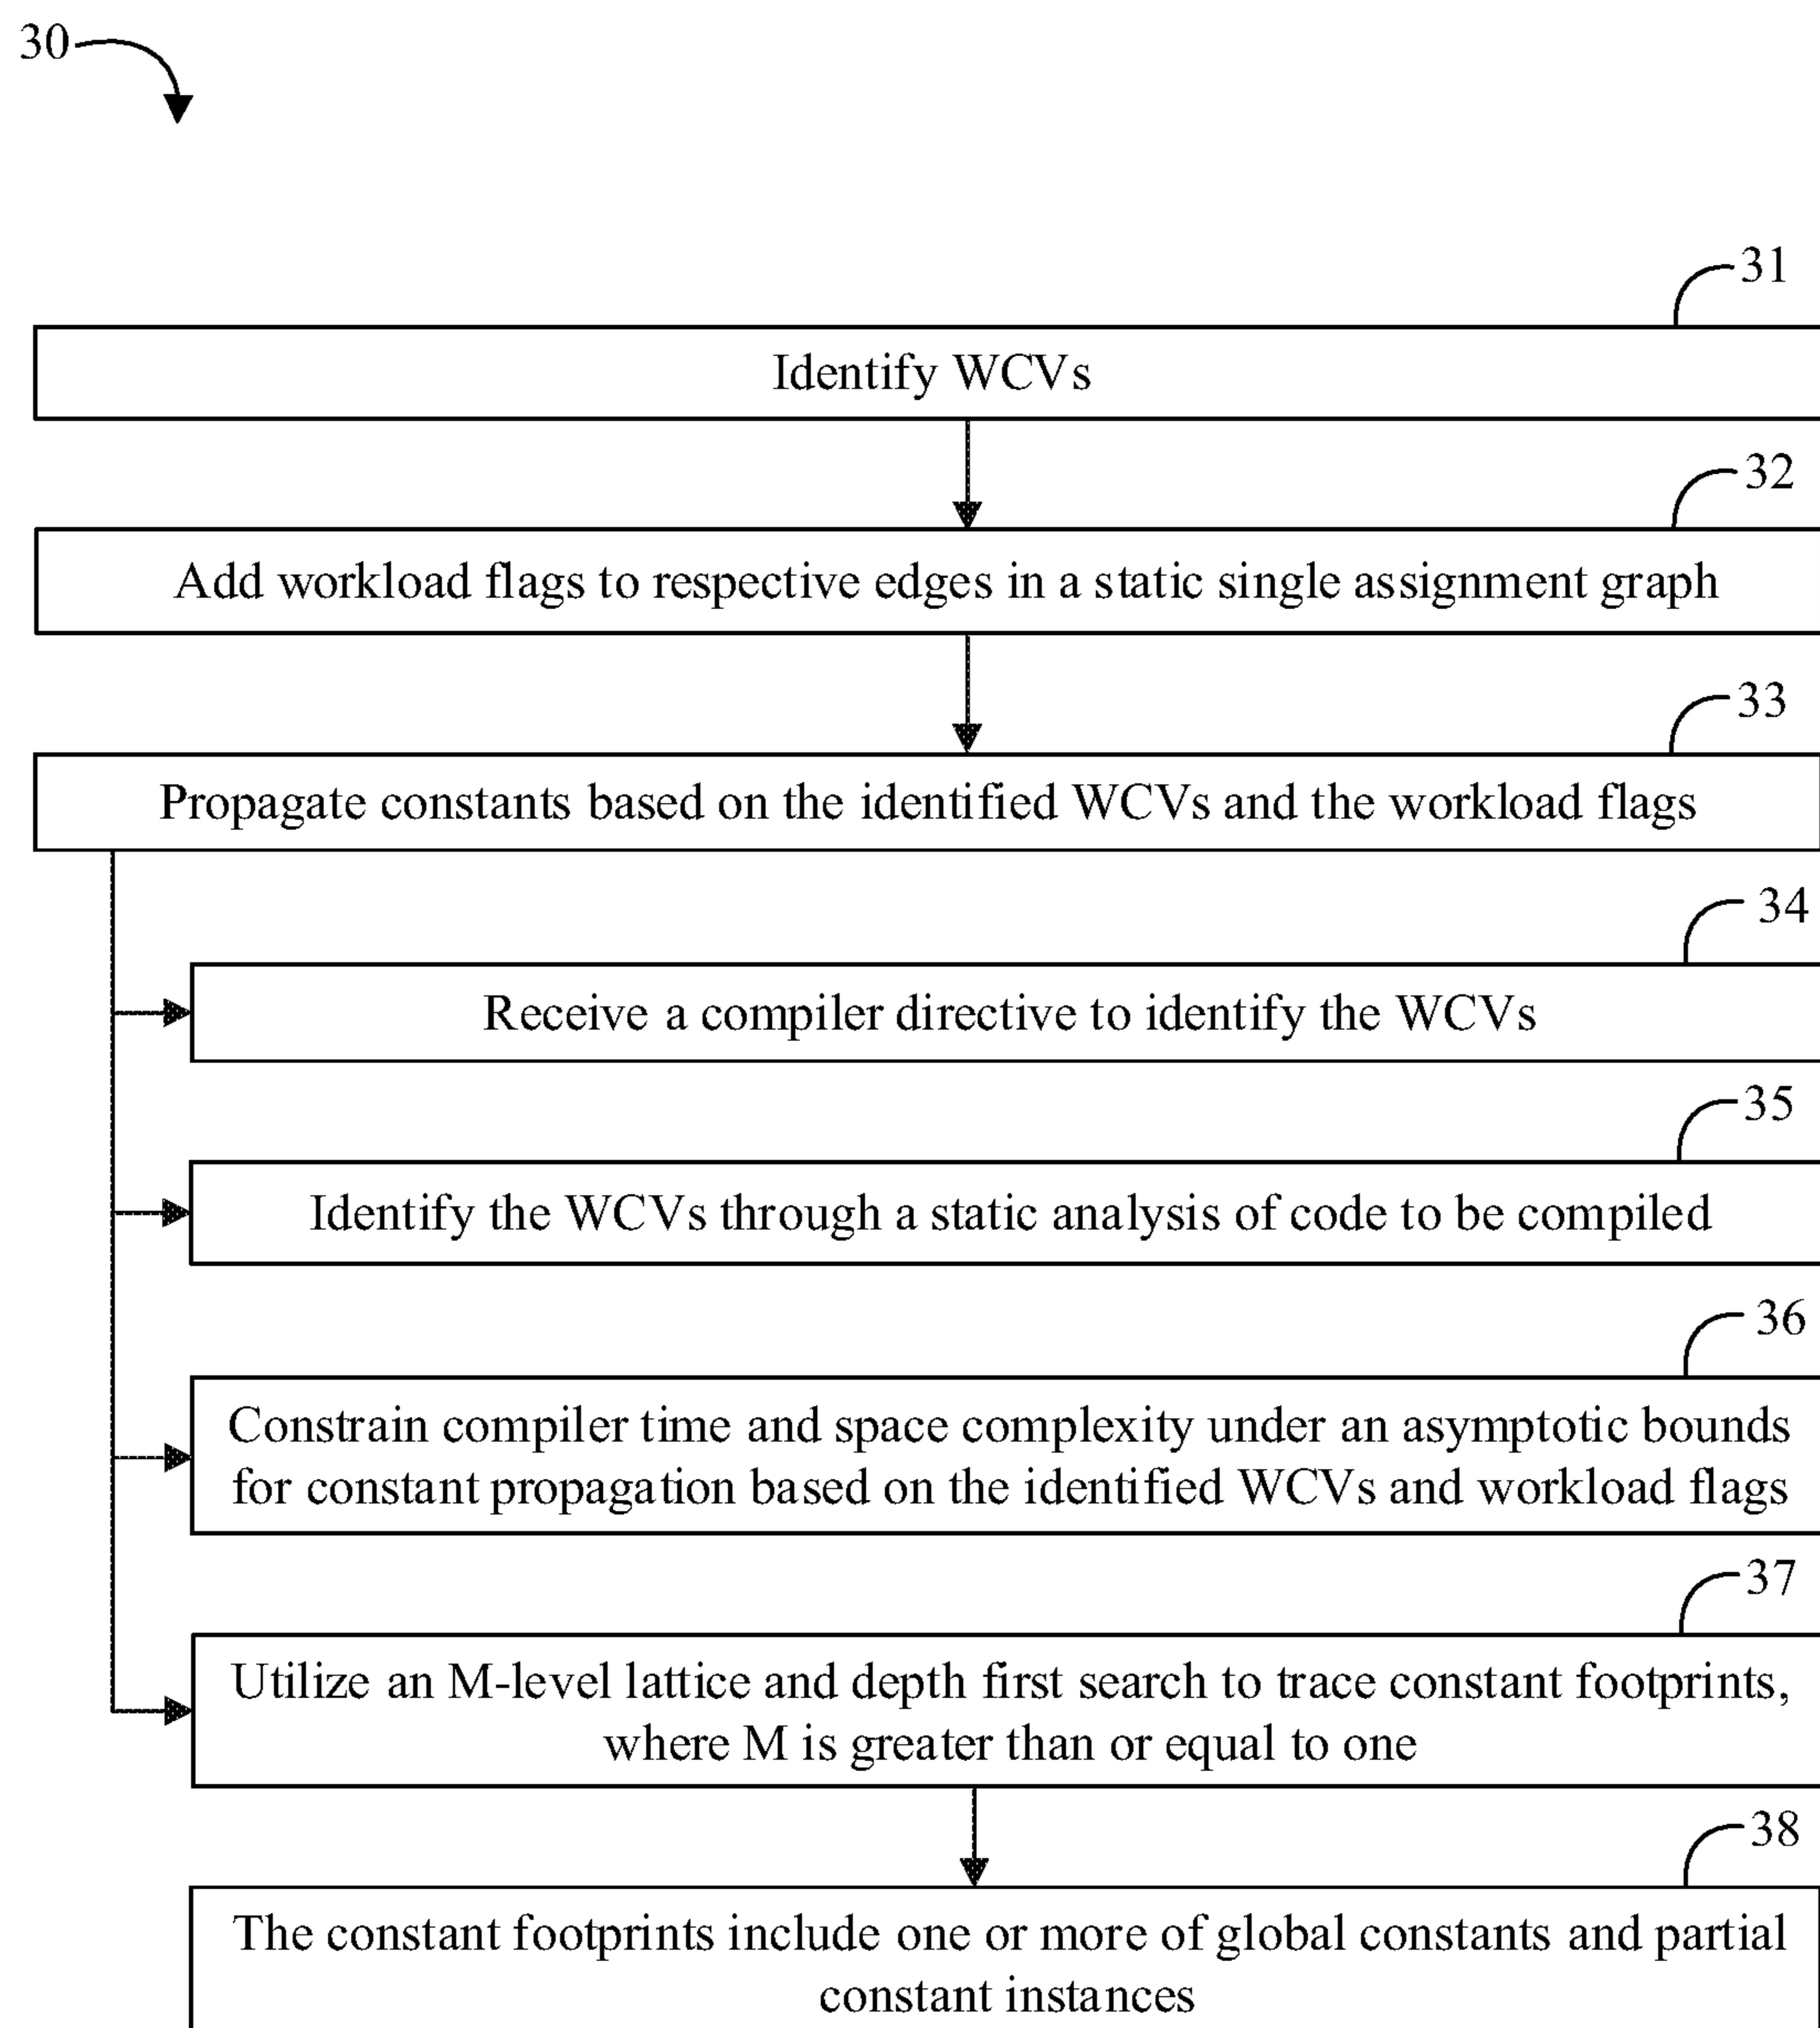 30
31
Identify WCVs
32
Add workload flags to respective edges in a static single assignment graph
33
Propagate constants based on the identified WCVs and the workload flags
34
Receive a compiler directive to identify the WCVs
35
Identify the WCVs through a static analysis of code to be compiled
36
Constrain compiler time and space complexity under an asymptotic bounds
for constant propagation based on the identified WCVs and workload flags
37
Utilize an M-level lattice and depth first search to trace constant footprints,
where M is greater than or equal to one
38
The constant footprints include one or more of global constants and partial
constant instances